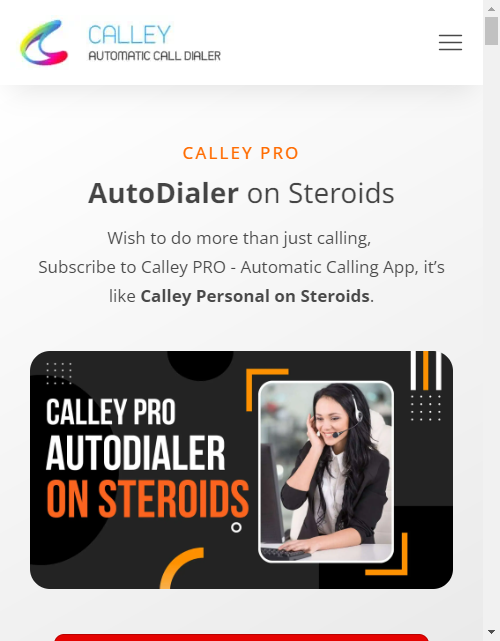 CALLEY
AUTOMATIC CALL DIALER
CALLEY PRO
AutoDialer on Steroids
Wish to do more than just calling,
Subscribe to Calley PRO - Automatic Calling App, it’s
like Calley Personal on Steroids.
CALLEY PRO
AUTODIALER
ON STEROIDS